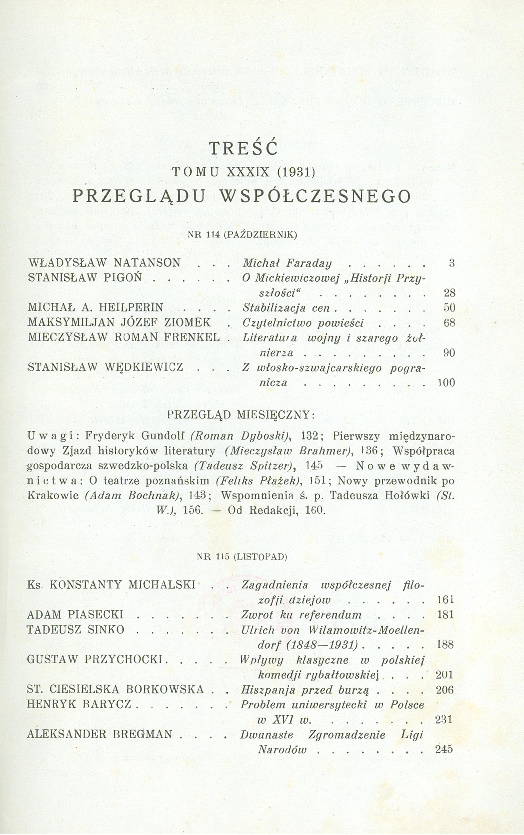 TREŚĆ
TOMU XXXIX (1931)
PRZEGLĄDU WSPÓŁCZESNEGO
NR 114 (PAŹDZIERNIK)
WŁADYSŁAW NATANSON . . . Michał Faraday . . . . . . 3
STANISŁAW PIGOŃ . . . . . . O Mickiewiczowej „Historji Przy-
szłości“ . . . . . . . . 28
MICHAŁ A. HEILPERIN . . . . Stabilizacja cen . . . . . . . 50
MAKSYMILJAN JÓZEF ZIOMEK . Czytelnictwo powieści . . . . 68
MIECZYSŁAW ROMAN FRENKEL . Literatura wojny i szarego żoł-
nierza . . . . . . . . . 90
STANISŁAW WĘDKIEWICZ . . . Z włosko-szwajcarskiego pogra-
nicza . . . . . . . . . 100
PRZEGLĄD MIESIĘCZNY:
Uwagi: Fryderyk Gundolf (Roman Dyboski), 132; Pierwszy międzynaro-
dowy Zjazd historyków literatury (Mieczysław Brahmer), 136; Współpraca
gospodarcza szwedzko-polska (Tadeusz Spitzer), 145 — Nowe wydaw-
nictwa: O teatrze poznańskim (Feliks Płażek), 151; Nowy przewodnik po
Krakowie (Adam Bochnak), 143; Wspomnienia ś. p. Tadeusza Hołówki (St.
W.), 156. — Od Redakcji, 160.
NR 115 (LISTOPAD)
Ks. KONSTANTY MICHALSKI . . Zagadnienia współczesnej filo-
zofji dziejow . . . . . . 161
ADAM PIASECKI . . . . . . . Zwrot ku referendum . . . . 181
TADEUSZ SINKO . . . . . . . Ulrich von Wilamowitz-Moellen-
dorf (1848—1931) . . . . . 188
GUSTAW PRZYCHOCKI . . . . . Wpływy klasyczne w polskiej
komedji rybałtowskiej . . . 201
ST. CIESIELSKA BORKOWSKA . . Hiszpanja przed burzą . . . . 206
HENRYK BARYCZ . . . . . . . Problem uniwersytecki w Polsce
w XVI w. . . . . . . . . 231
ALEKSANDER BREGMAN . . . . Dwunaste Zgromadzenie Ligi
Narodów . . . . . . . . 245